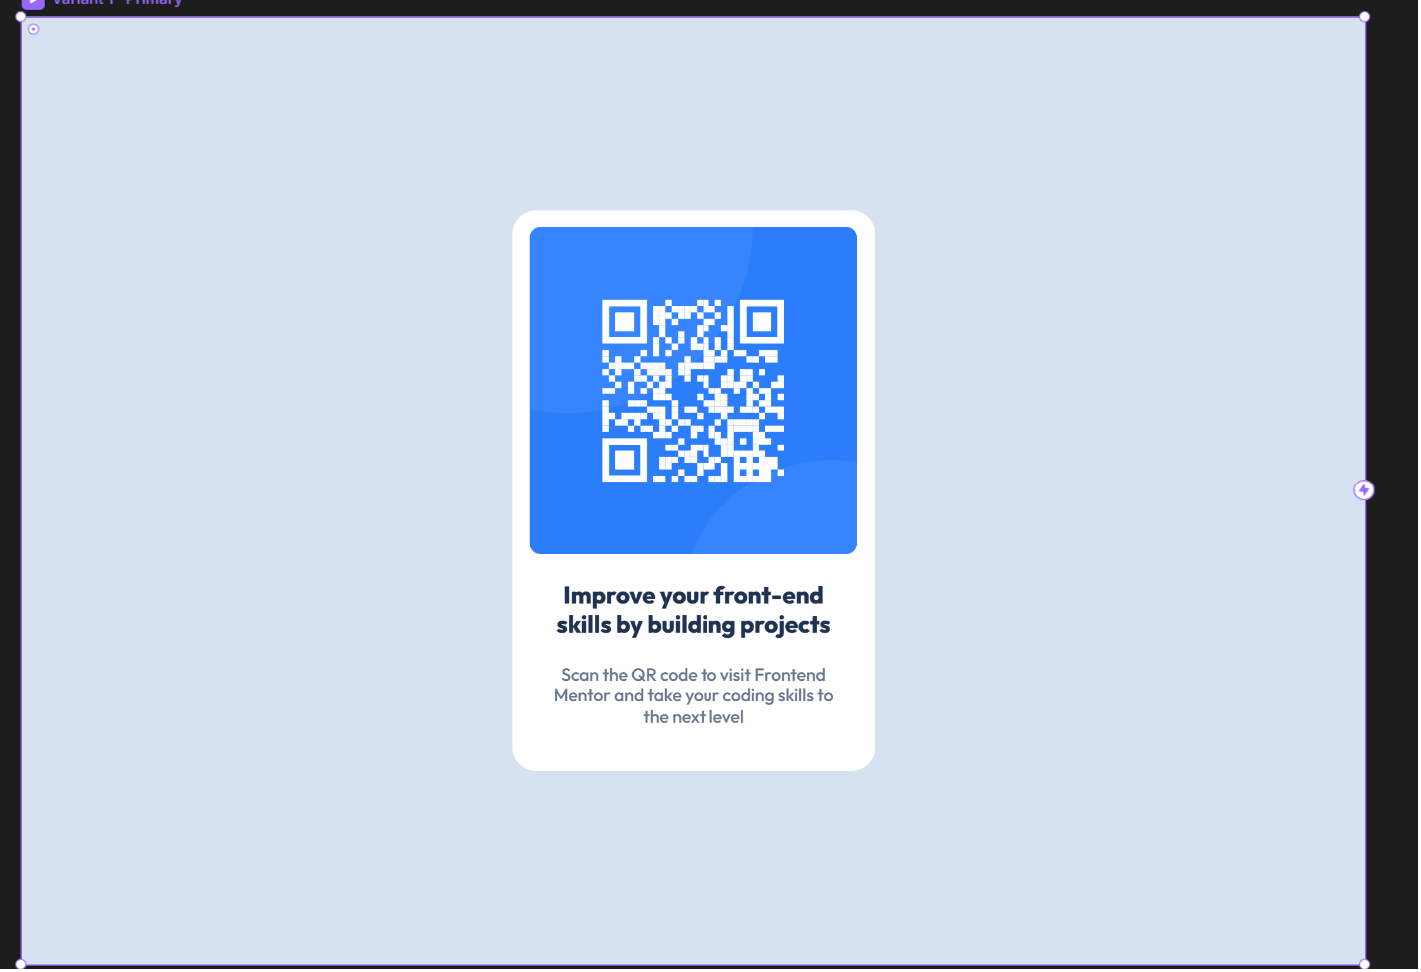 Variant 1 · Primary
Improve your front-end
skills by building projects
Scan the QR code to visit Frontend
Mentor and take your coding skills to
the next level